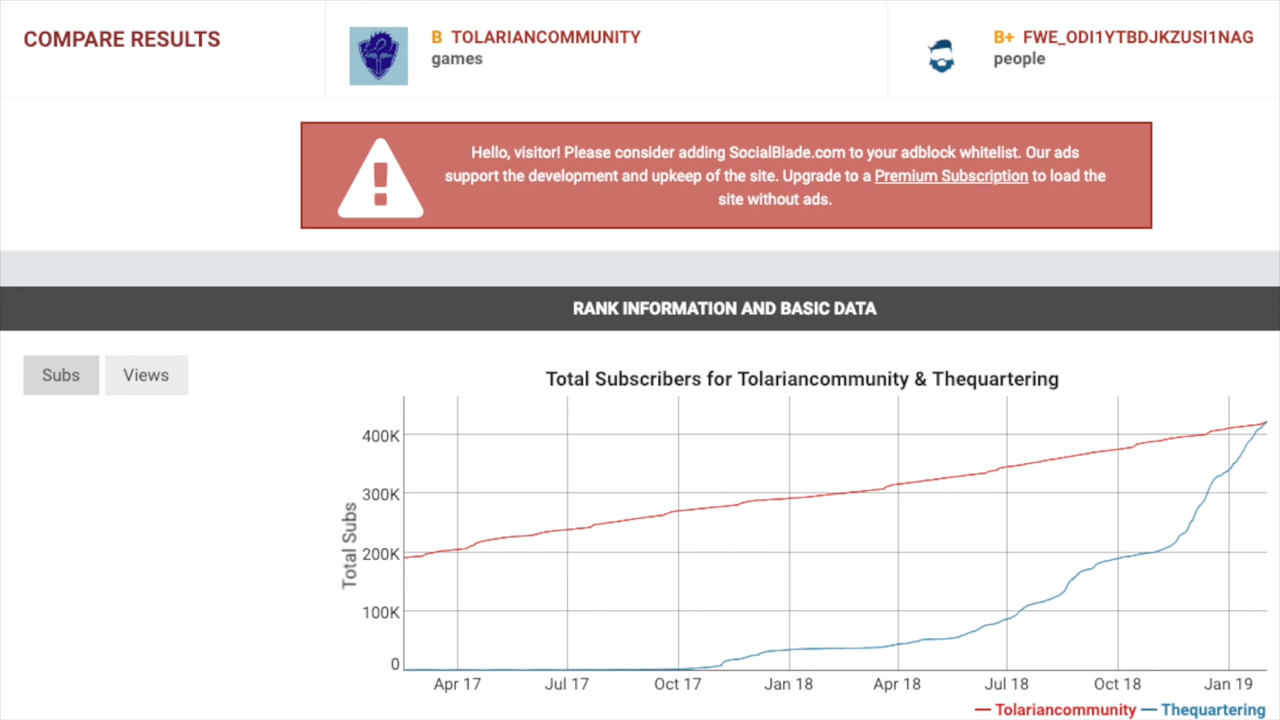 COMPARE RESULTS
B TOLARIANCOMMUNITY
games
B+ FWE_ODI1YTBDJKZUSI1NAG
people
Hello, visitor! Please consider adding SocialBlade.com to your adblock whitelist. Our ads
support the development and upkeep of the site. Upgrade to a Premium Subscription to load the
site without ads.
RANK INFORMATION AND BASIC DATA
Subs Views
Total Subscribers for Tolariancommunity & Thequartering
Total Subs
400K
300K
200K
100K
0
Apr 17 Jul 17 Oct 17 Jan 18 Apr 18 Jul 18 Oct 18 Jan 19
Tolariancommunity Thequartering